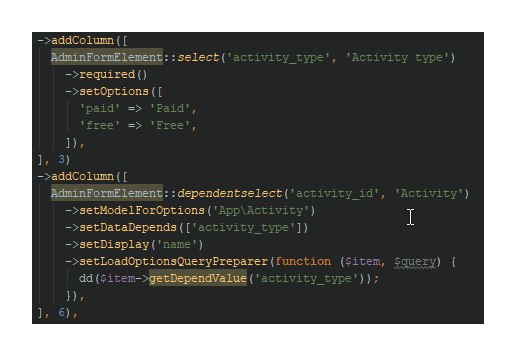 ->addColumn([
AdminFormElement::select('activity_type', 'Activity type')
->required()
->setOptions([
'paid' => 'Paid',
'free' => 'Free',
]),
], 3)
->addColumn([
AdminFormElement::dependentselect('activity_id', 'Activity')
->setModelForOptions('App\Activity')
->setDataDepends(['activity_type'])
->setDisplay('name')
->setLoadOptionsQueryPreparer(function ($item, $query) {
dd($item->getDependValue('activity_type'));
}),
], 6),